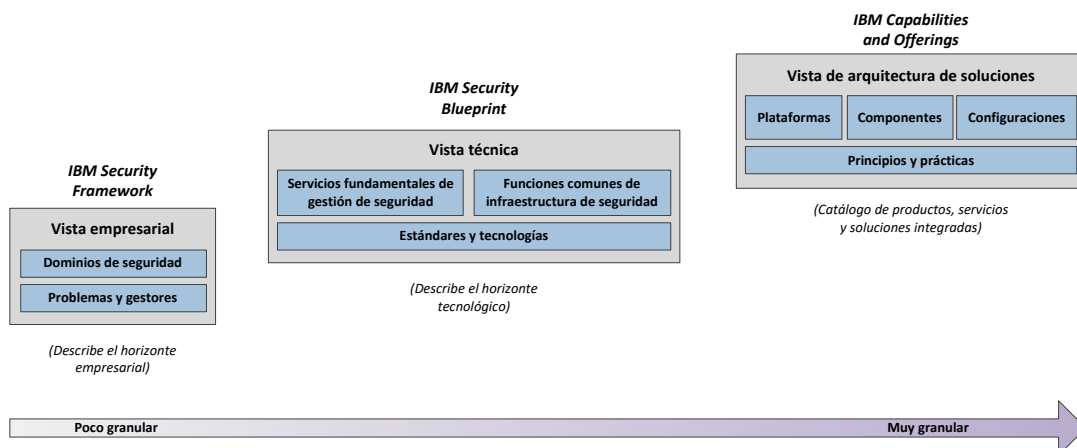 IBM Security
Framework
Vista empresarial
Dominios de seguridad
Problemas y gestores
(Describe el horizonte
empresarial)
IBM Security
Blueprint
Vista técnica
Servicios fundamentales de
gestión de seguridad
Funciones comunes de
infraestructura de seguridad
Estándares y tecnologías
(Describe el horizonte
tecnológico)
IBM Capabilities
and Offerings
Vista de arquitectura de soluciones
Plataformas
Componentes
Configuraciones
Principios y prácticas
(Catálogo de productos, servicios
y soluciones integradas)
Poco granular
Muy granular